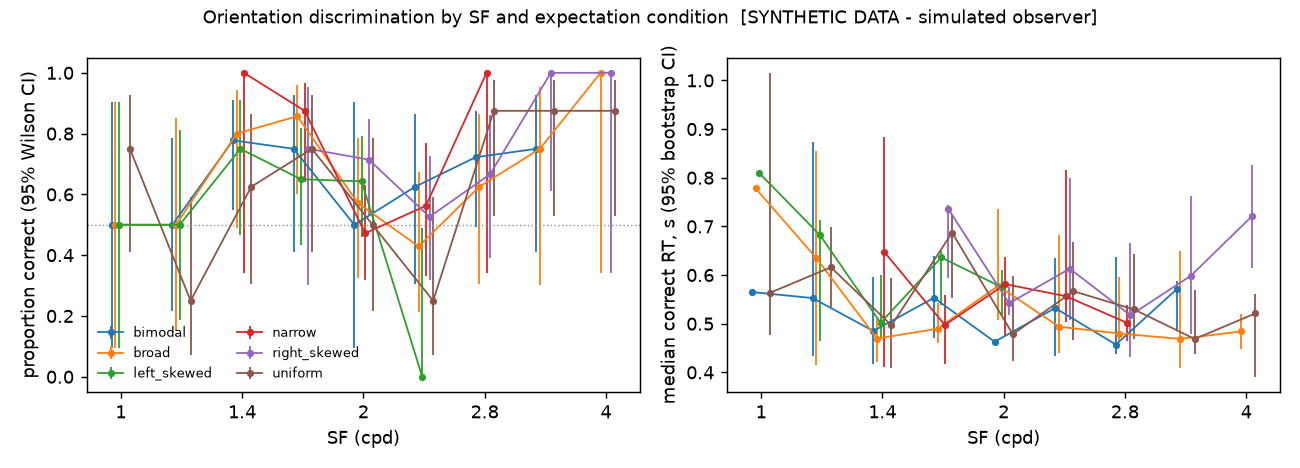 Orientation discrimination by SF and expectation condition [SYNTHETIC DATA - simulated observer]
proportion correct (95% Wilson CI)
1.0
0.8
0.6
0.4
0.2
0.0
bimodal
broad
left_skewed
narrow
right_skewed
uniform
1
1.4
2
2.8
4
SF (cpd)
median correct RT, s (95% bootstrap CI)
1.0
0.9
0.8
0.7
0.6
0.5
0.4
1
1.4
2
2.8
4
SF (cpd)